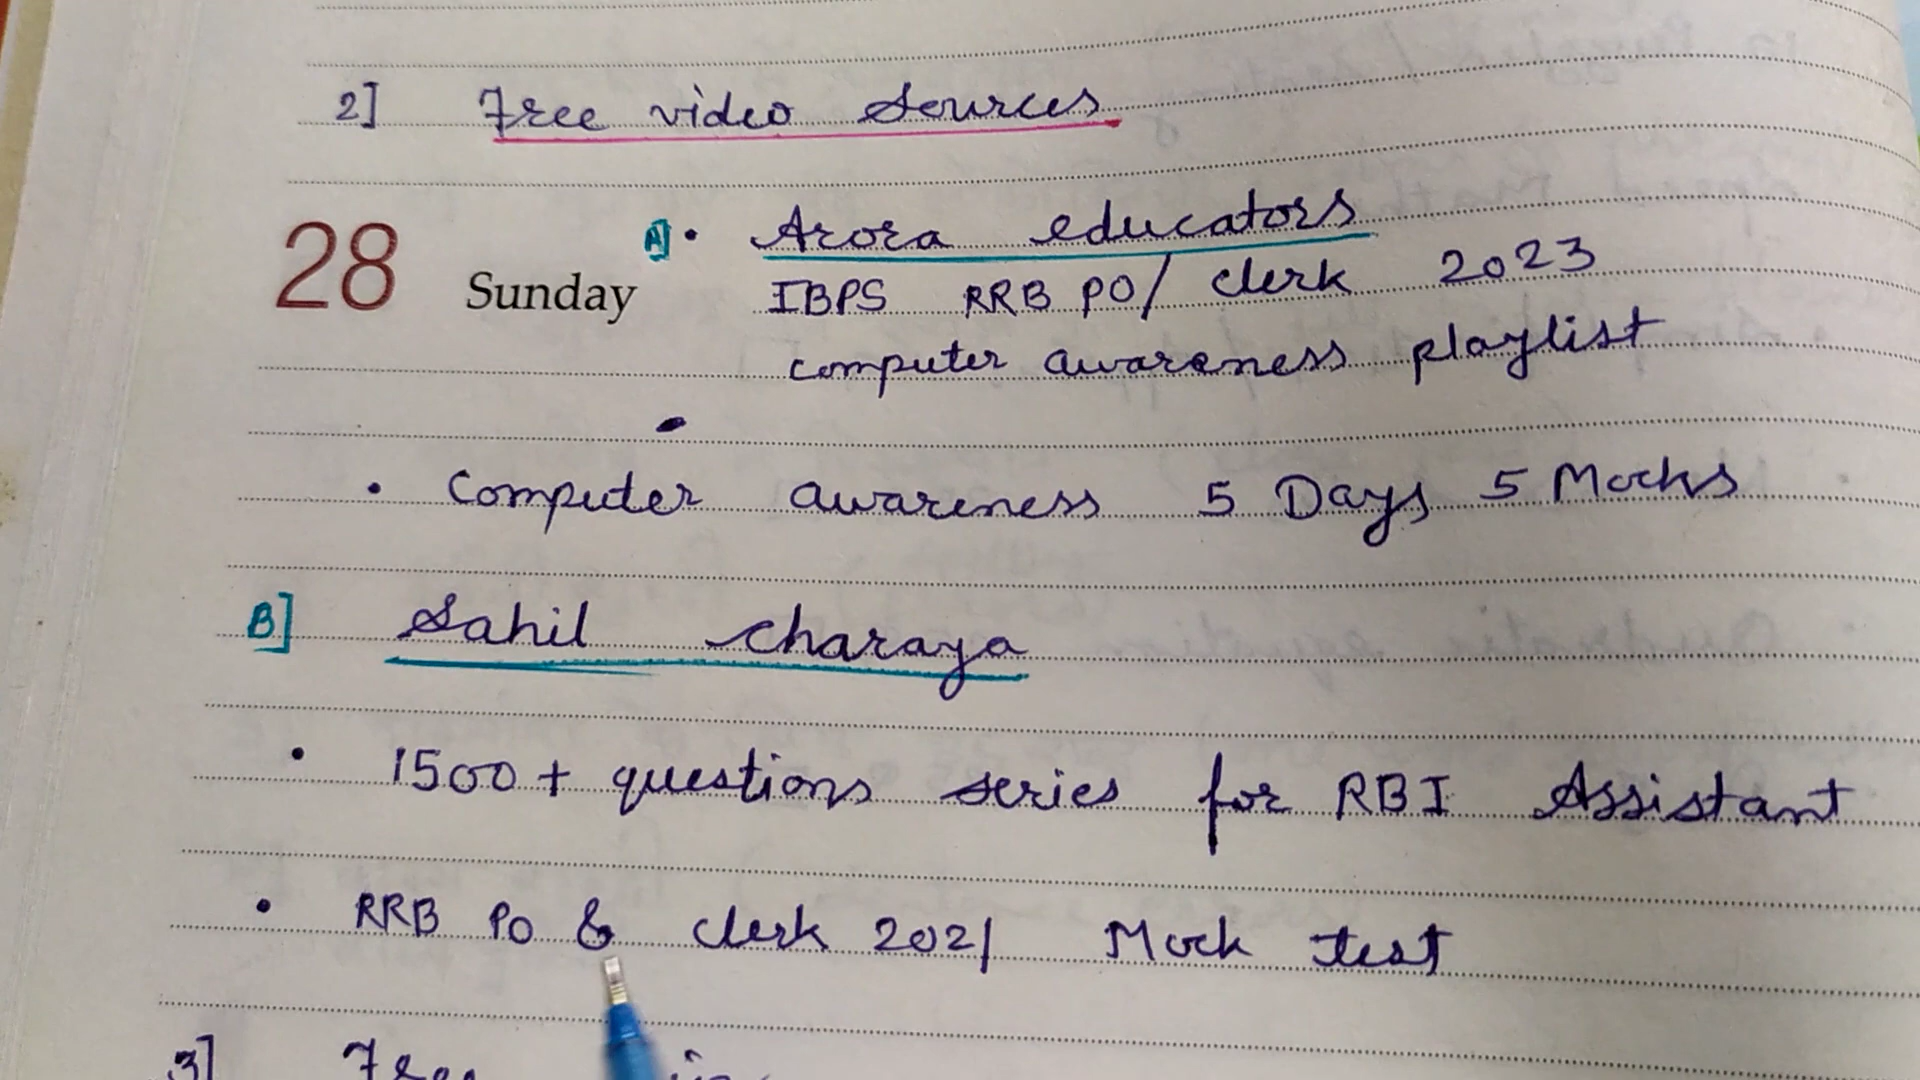 2] Free video sources
A] • Arora educators
28 Sunday
IBPS RRB PO/ clerk 2023
computer awareness playlist
• Computer awareness 5 Days 5 Mocks
B] Sahil charaya
• 1500+ questions series for RBI Assistant
• RRB PO & clerk 2021 Mock test
3] Free